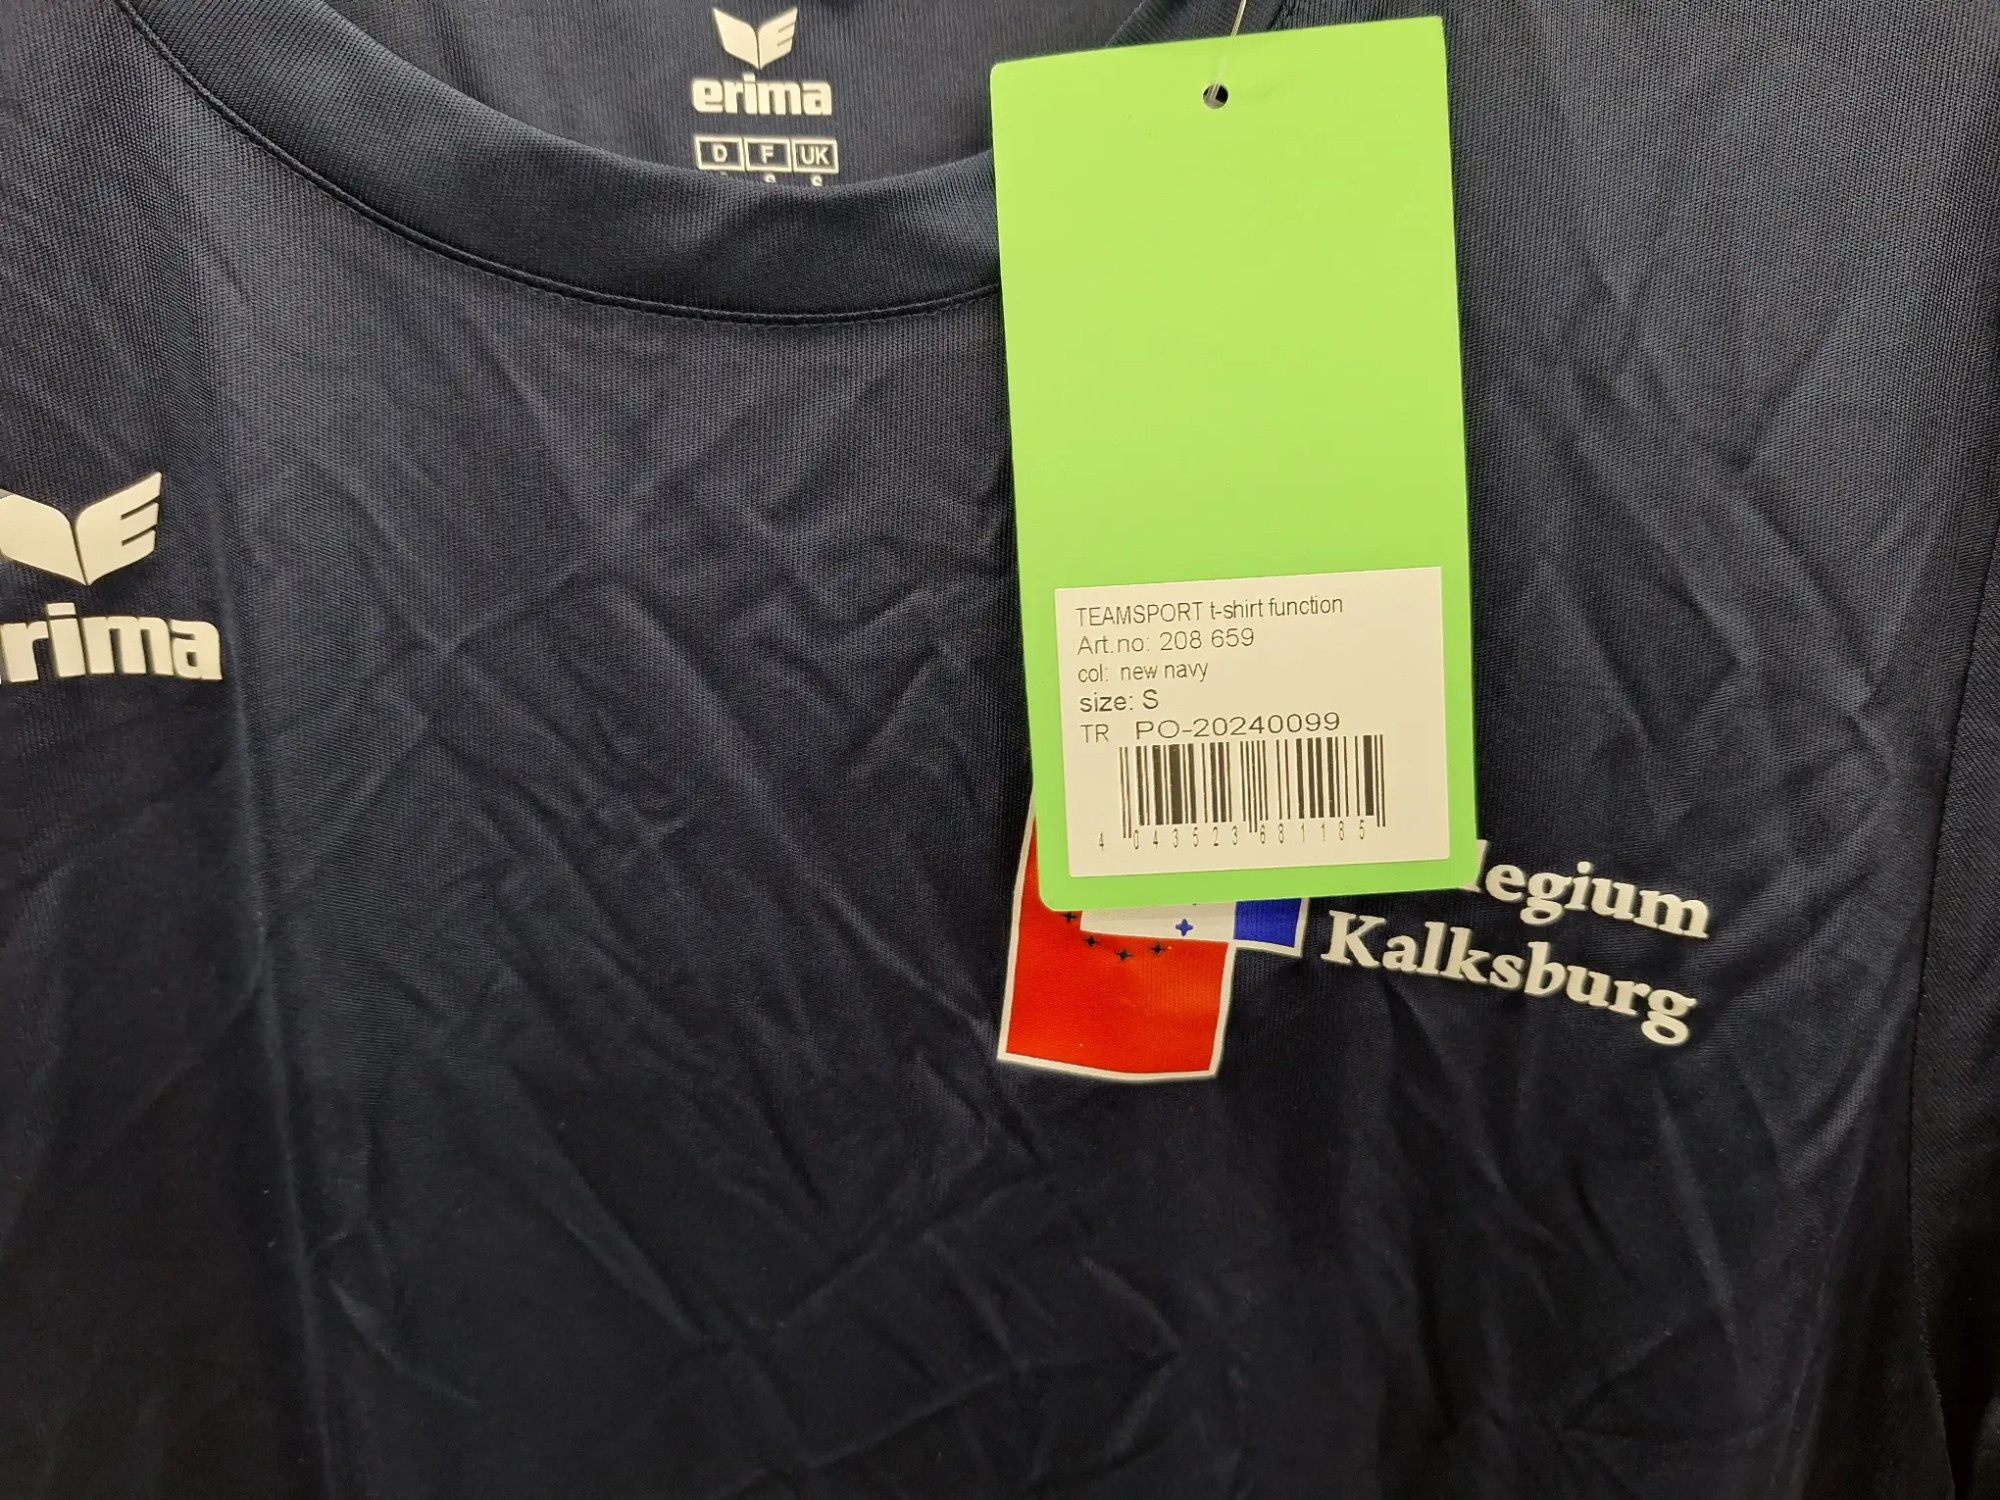 erima
D F UK
S S
rima
TEAMSPORT t-shirt function
Art.no: 208 659
col: new navy
size: S
TR PO-20240099
4 043523 681185
legium
Kalksburg